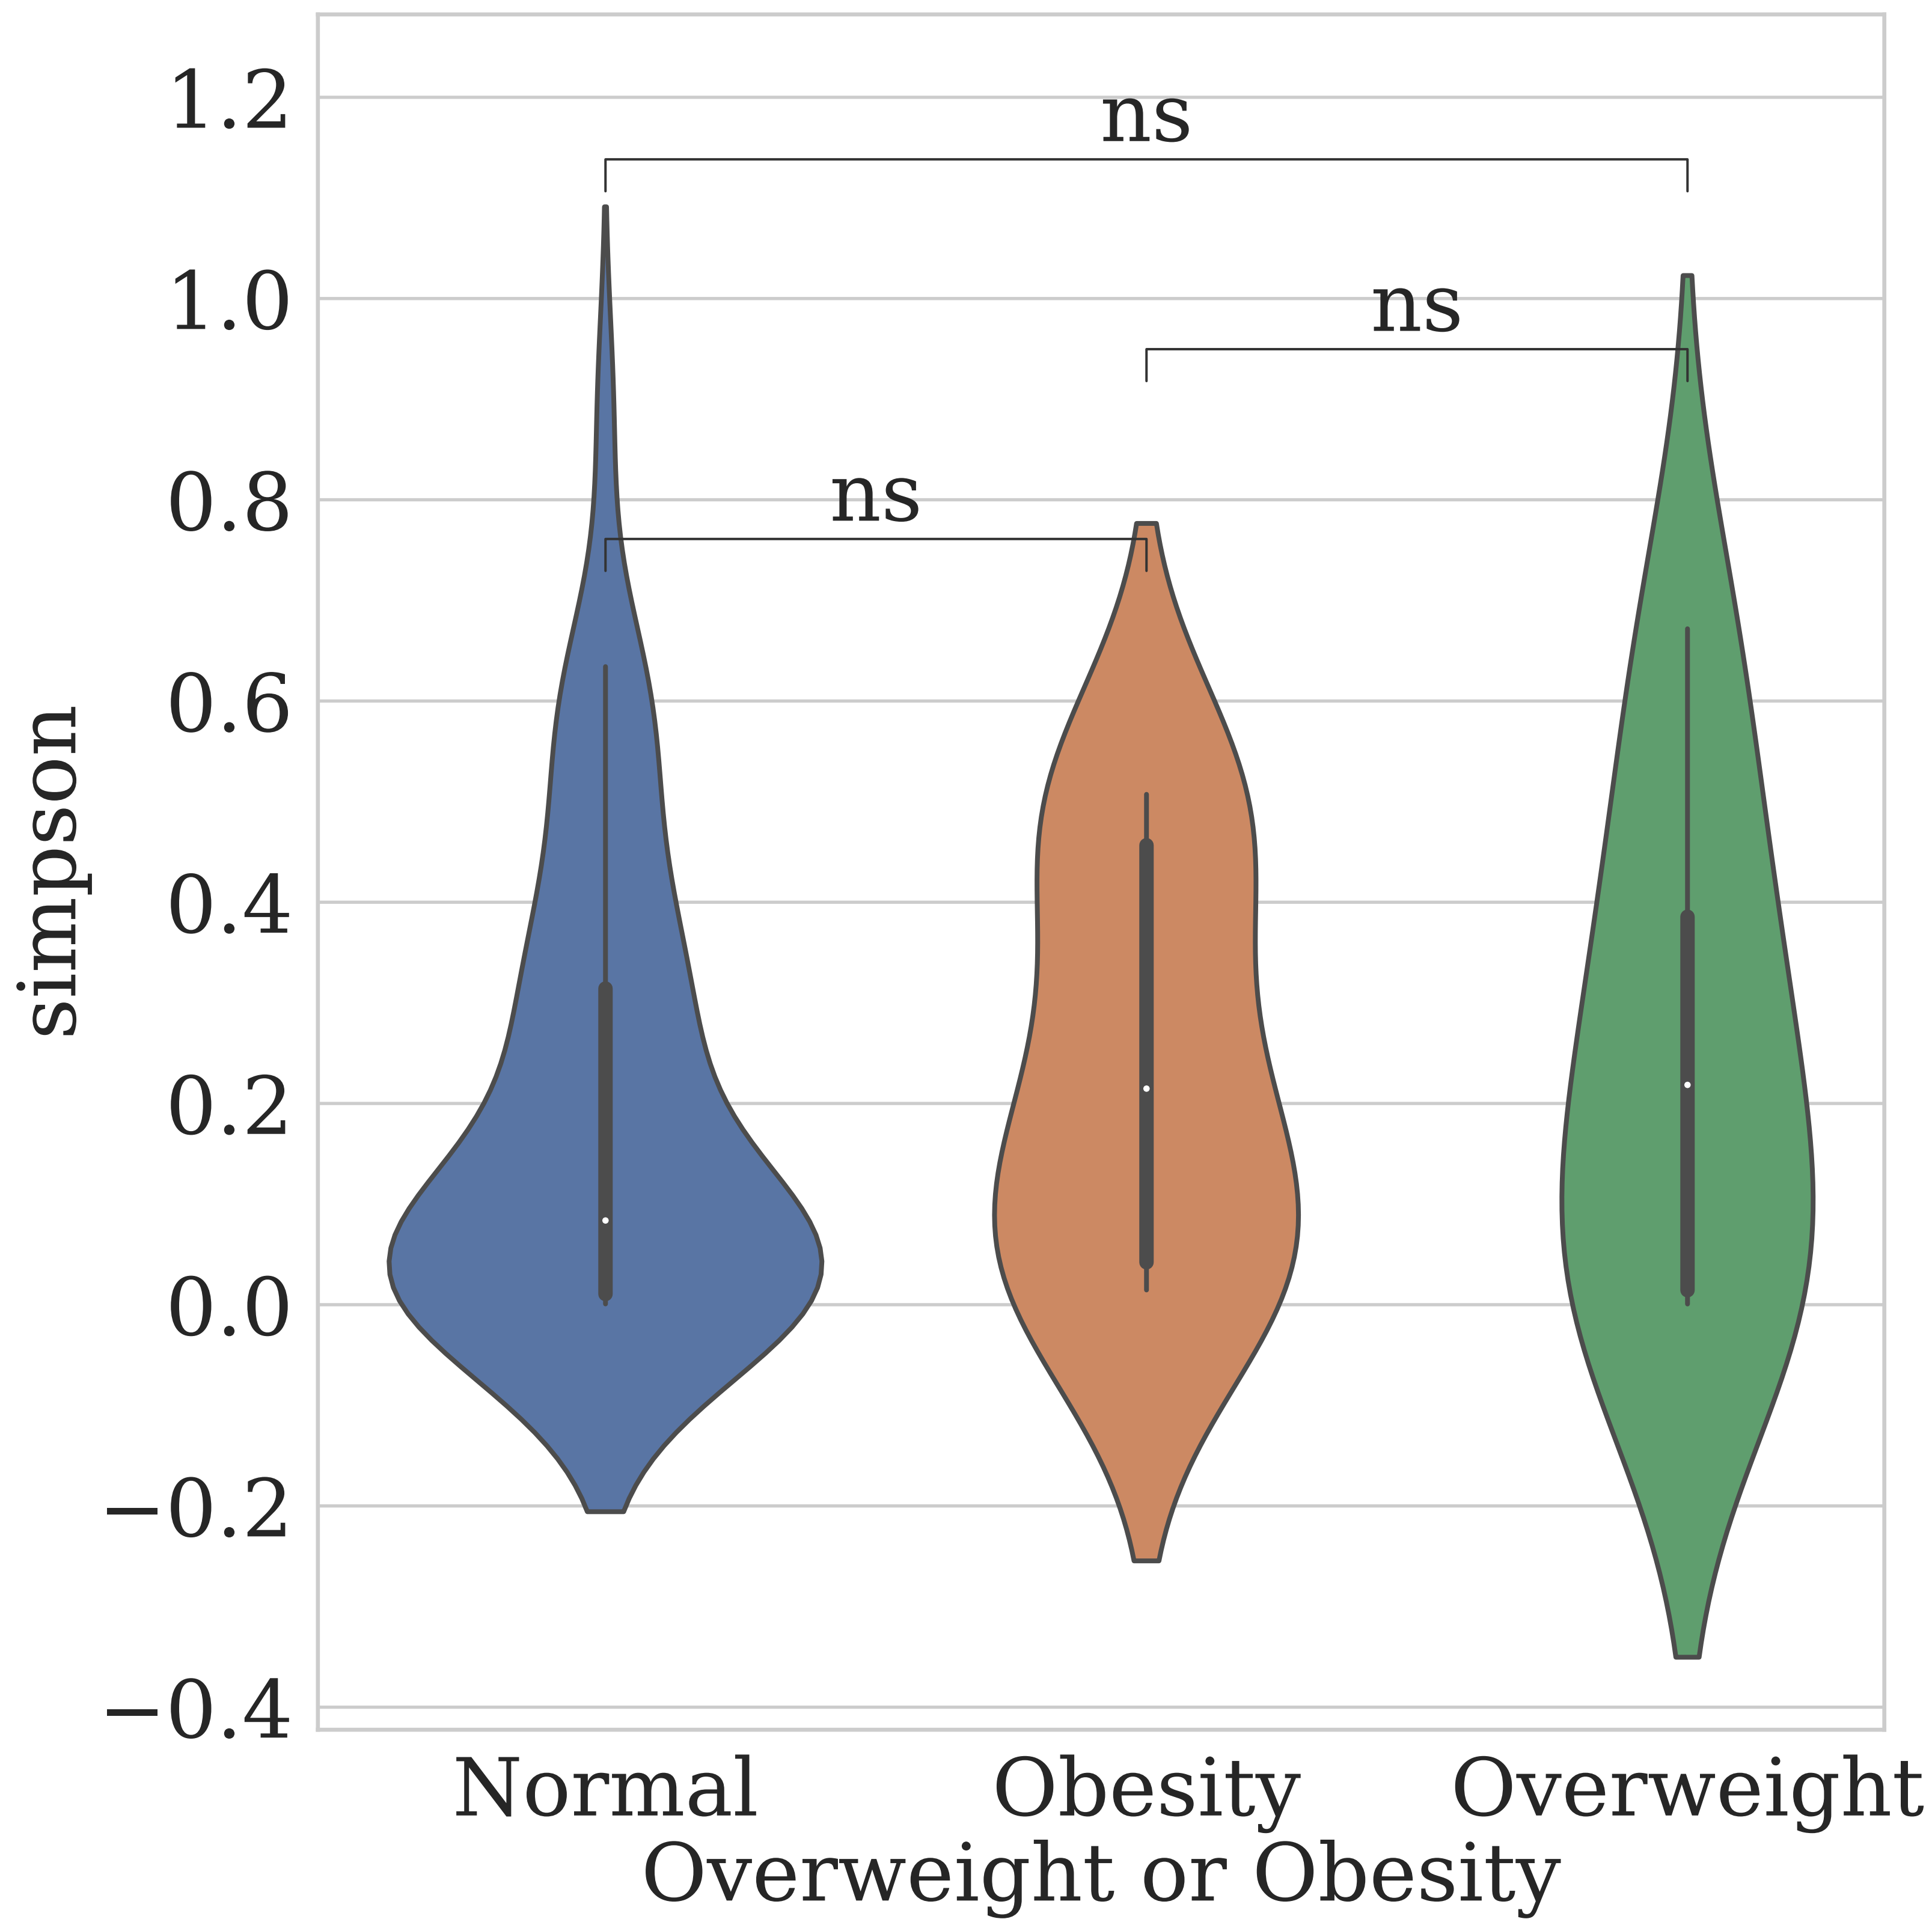 simpson
1.2
1.0
0.8
0.6
0.4
0.2
0.0
−0.2
−0.4
ns
ns
ns
Normal Obesity Overweight
Overweight or Obesity